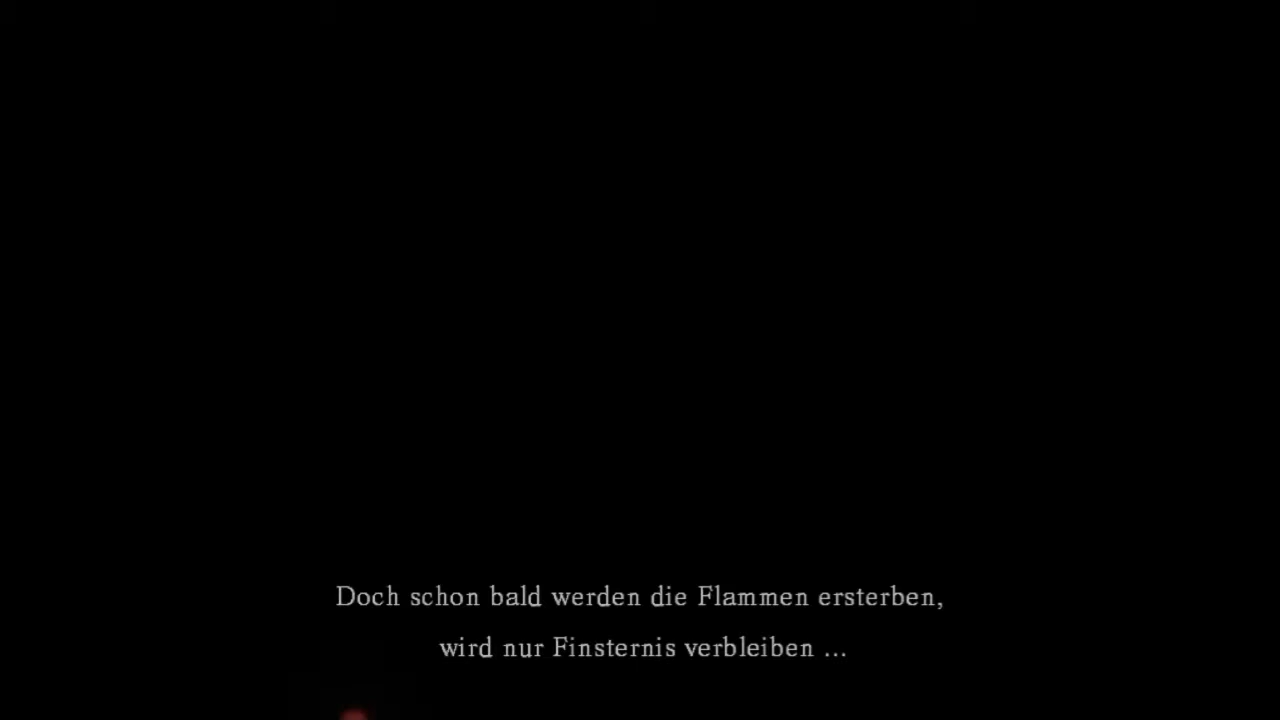 Doch schon bald werden die Flammen ersterben,
wird nur Finsternis verbleiben ...